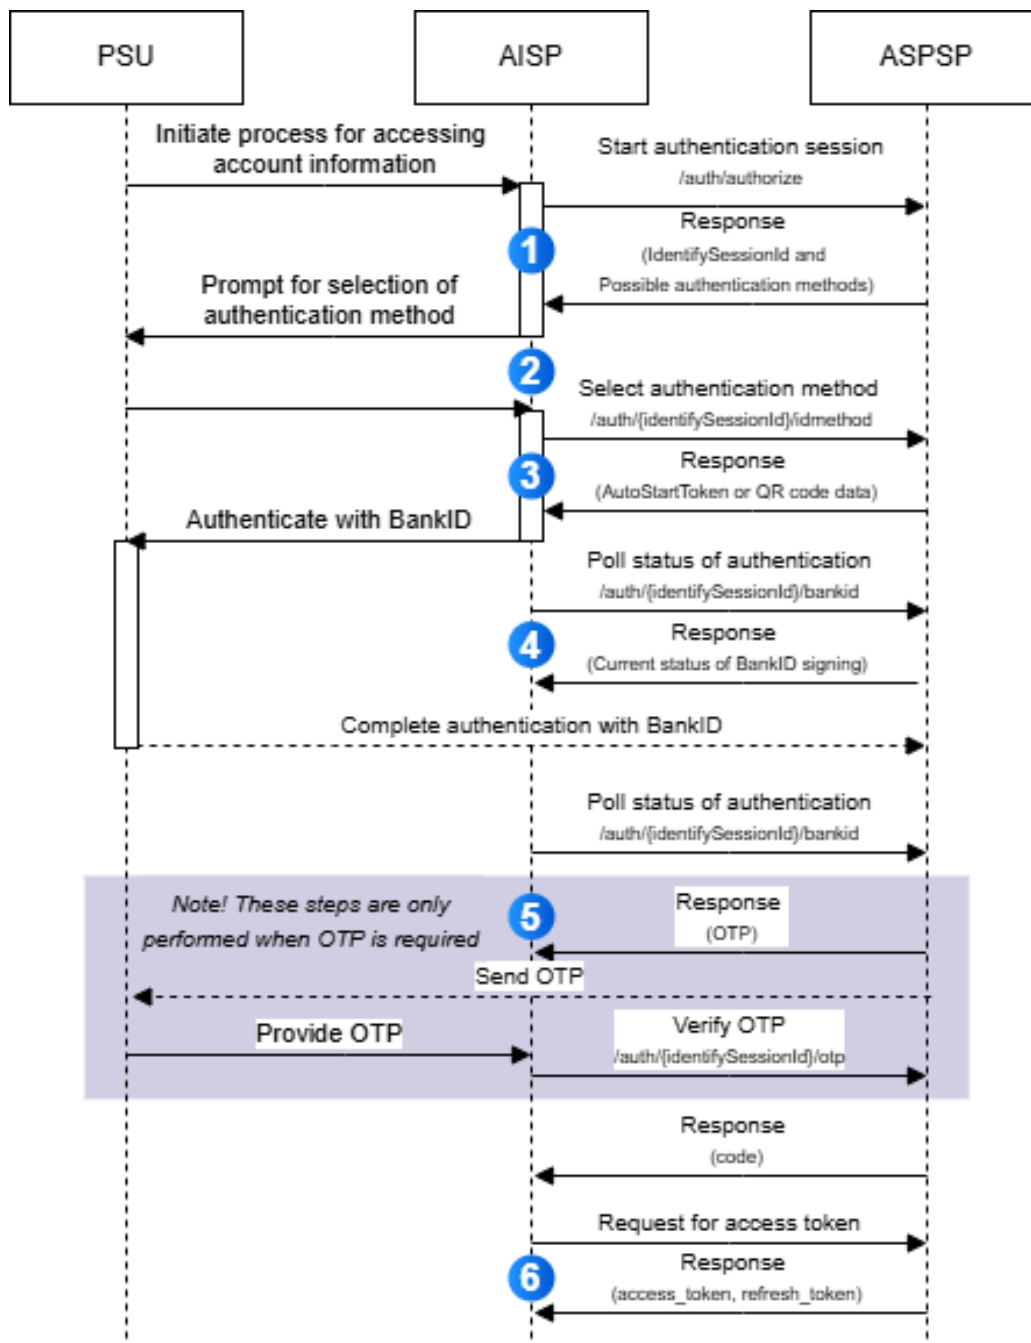 PSU
AISP
ASPSP
Initiate process for accessing
account information
Start authentication session
/auth/authorize
Response
(IdentifySessionId and
Possible authentication methods)
1
Prompt for selection of
authentication method
2
Select authentication method
/auth/{identifySessionId}/idmethod
Response
(AutoStartToken or QR code data)
3
Authenticate with BankID
Poll status of authentication
/auth/{identifySessionId}/bankid
Response
(Current status of BankID signing)
4
Complete authentication with BankID
Poll status of authentication
/auth/{identifySessionId}/bankid
Note! These steps are only
performed when OTP is required
5
Response
(OTP)
Send OTP
Provide OTP
Verify OTP
/auth/{identifySessionId}/otp
Response
(code)
Request for access token
Response
(access_token, refresh_token)
6